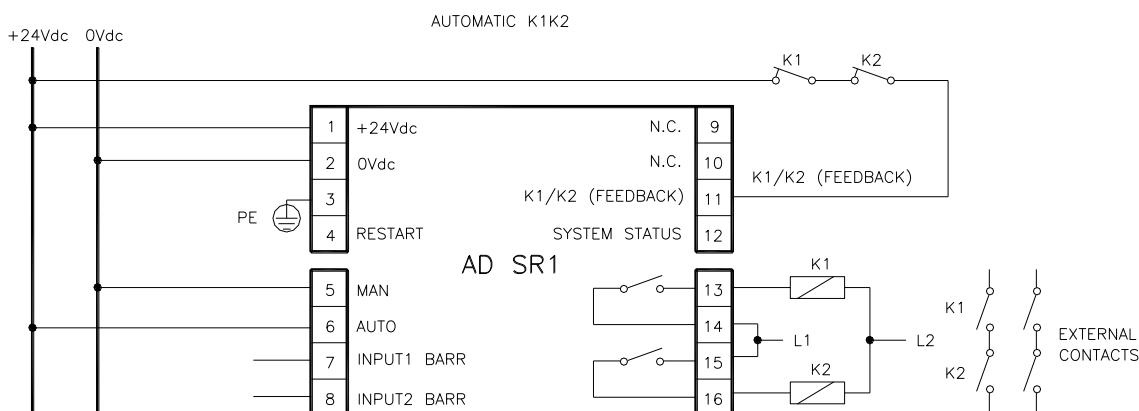 AUTOMATIC K1K2
+24Vdc 0Vdc
K1 K2
1 +24Vdc N.C. 9
2 0Vdc N.C. 10
K1/K2 (FEEDBACK)
3 K1/K2 (FEEDBACK) 11
PE
4 RESTART SYSTEM STATUS 12
AD SR1
K1
5 MAN 13
K1
6 AUTO 14
L1 L2
EXTERNAL
CONTACTS
7 INPUT1 BARR 15
K2
K2
8 INPUT2 BARR 16